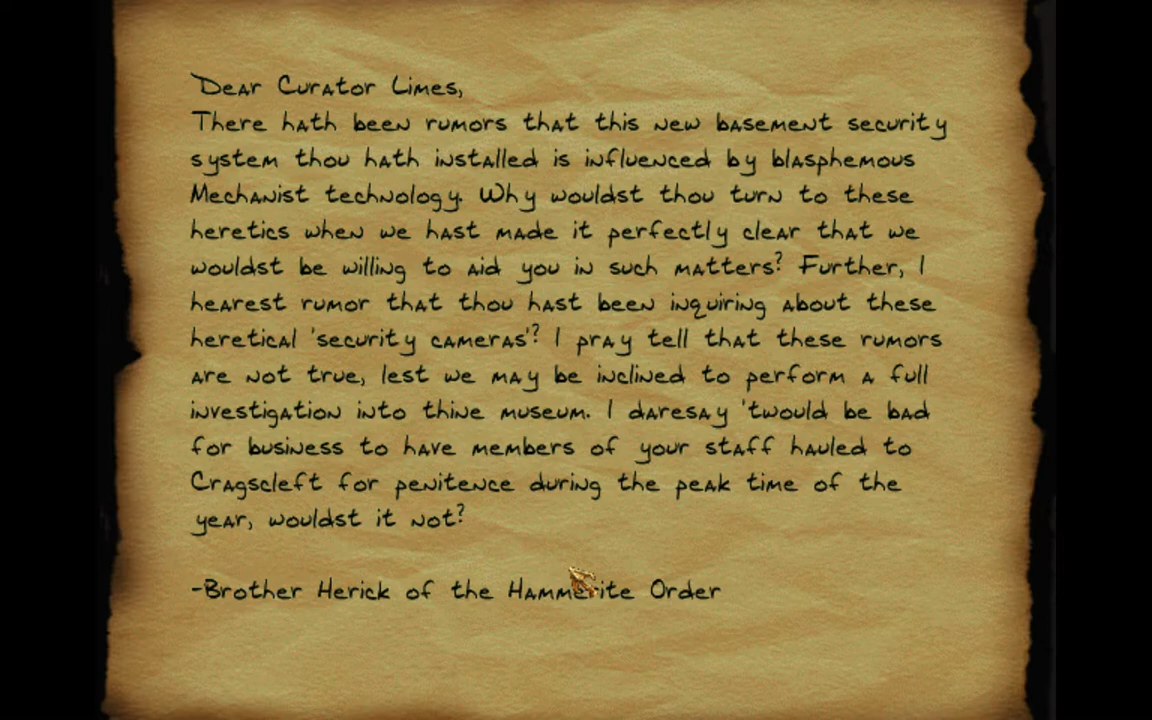 Dear Curator Limes,
There hath been rumors that this new basement security
system thou hath installed is influenced by blasphemous
Mechanist technology. Why wouldst thou turn to these
heretics when we hast made it perfectly clear that we
wouldst be willing to aid you in such matters? Further, I
hearest rumor that thou hast been inquiring about these
heretical 'security cameras'? I pray tell that these rumors
are not true, lest we may be inclined to perform a full
investigation into thine museum. I daresay 'twould be bad
for business to have members of your staff hauled to
Cragscleft for penitence during the peak time of the
year, wouldst it not?
-Brother Herick of the Hammerite Order